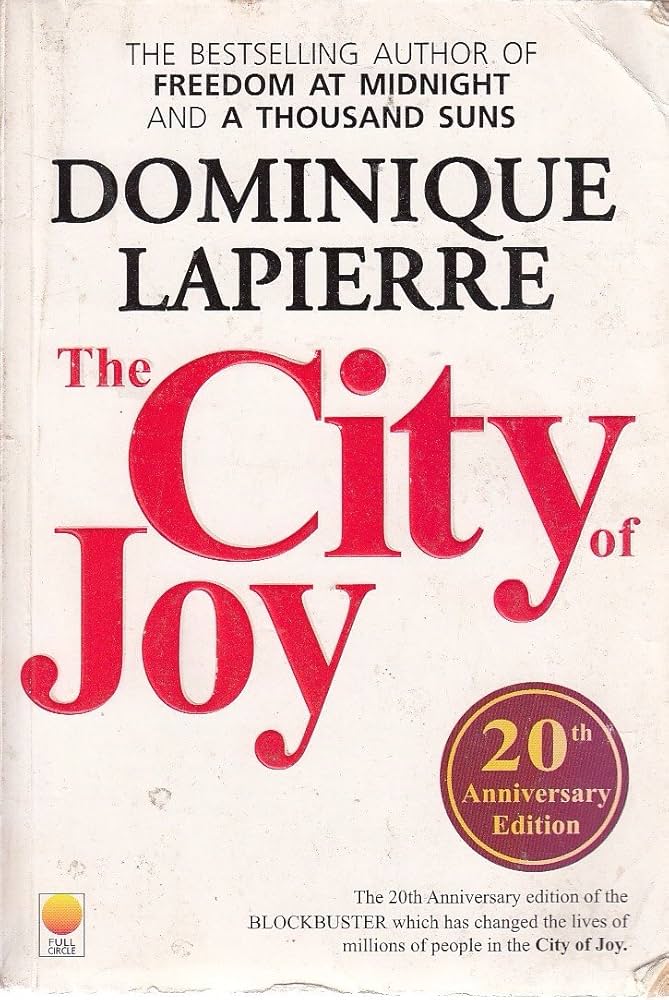 THE BESTSELLING AUTHOR OF
FREEDOM AT MIDNIGHT
AND A THOUSAND SUNS
DOMINIQUE
LAPIERRE
The City of
Joy
20th
Anniversary
Edition
The 20th Anniversary edition of the
BLOCKBUSTER which has changed the lives of
millions of people in the City of Joy.
FULL
CIRCLE